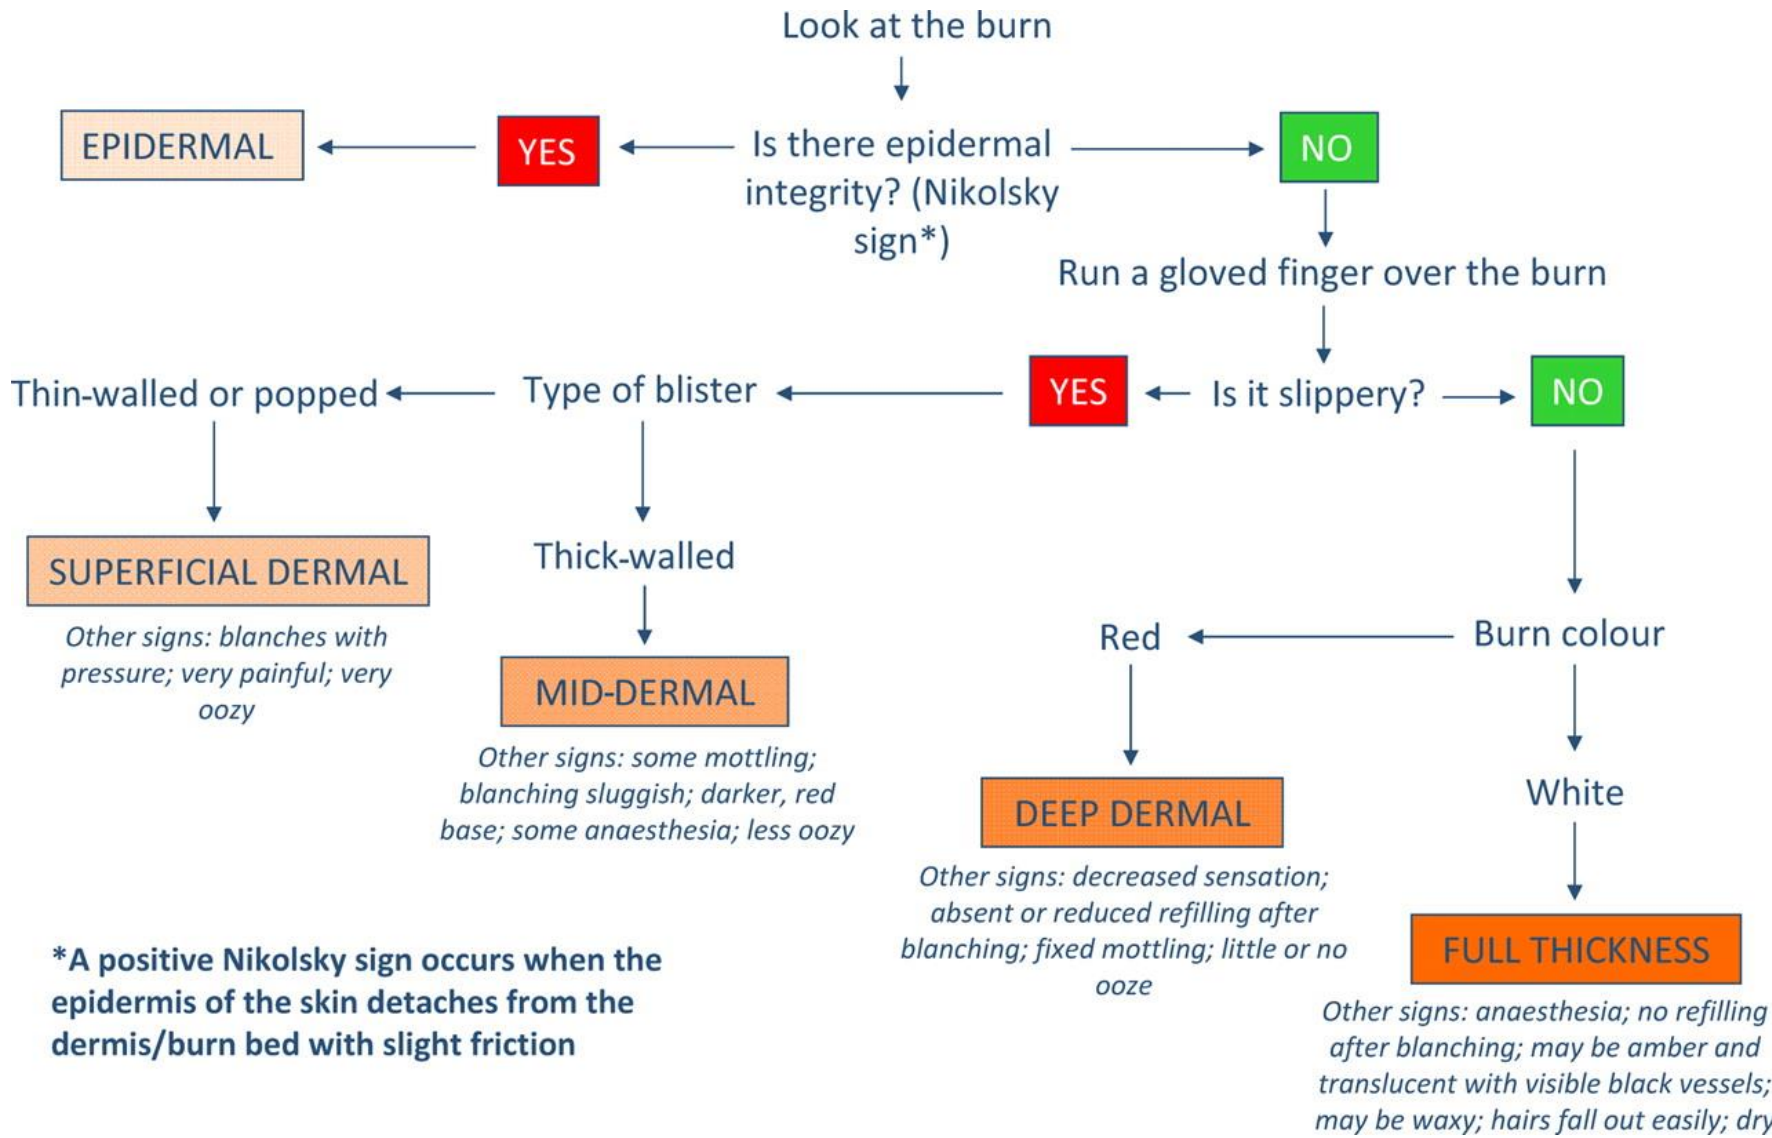 Look at the burn
EPIDERMAL
YES
Is there epidermal
integrity? (Nikolsky
sign*)
NO
Run a gloved finger over the burn
Thin-walled or popped
Type of blister
YES
Is it slippery?
NO
SUPERFICIAL DERMAL
Other signs: blanches with
pressure; very painful; very
oozy
Thick-walled
MID-DERMAL
Other signs: some mottling;
blanching sluggish; darker, red
base; some anaesthesia; less oozy
Red
Burn colour
DEEP DERMAL
Other signs: decreased sensation;
absent or reduced refilling after
blanching; fixed mottling; little or no
ooze
White
FULL THICKNESS
Other signs: anaesthesia; no refilling
after blanching; may be amber and
translucent with visible black vessels;
may be waxy; hairs fall out easily; dry
*A positive Nikolsky sign occurs when the
epidermis of the skin detaches from the
dermis/burn bed with slight friction